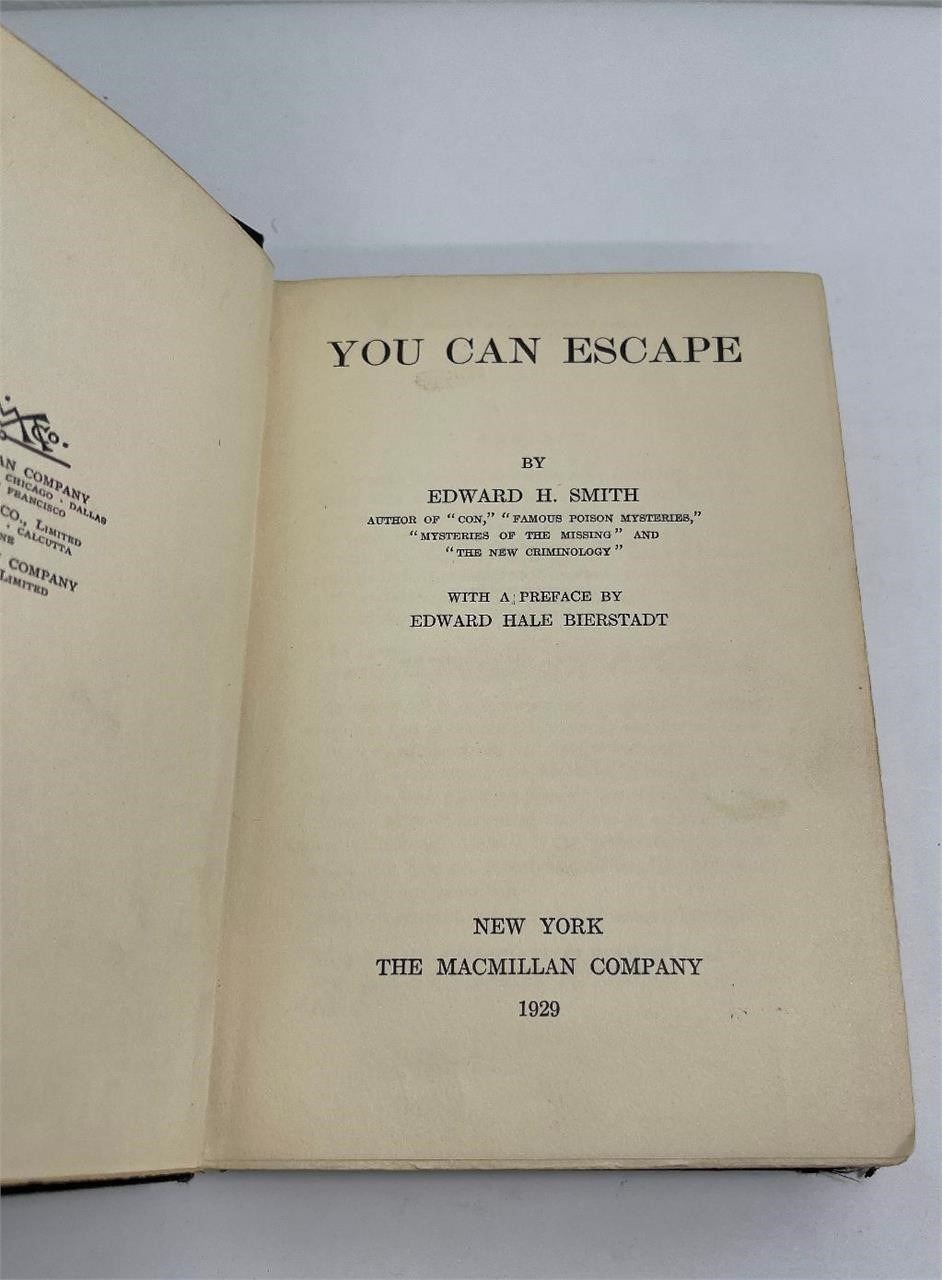 Co.
AN COMPANY
CHICAGO · DALLAS
FRANCISCO
CO., LIMITED
· CALCUTTA
NE
COMPANY
LIMITED
YOU CAN ESCAPE
BY
EDWARD H. SMITH
AUTHOR OF "CON," "FAMOUS POISON MYSTERIES,"
"MYSTERIES OF THE MISSING" AND
"THE NEW CRIMINOLOGY"
WITH A PREFACE BY
EDWARD HALE BIERSTADT
NEW YORK
THE MACMILLAN COMPANY
1929